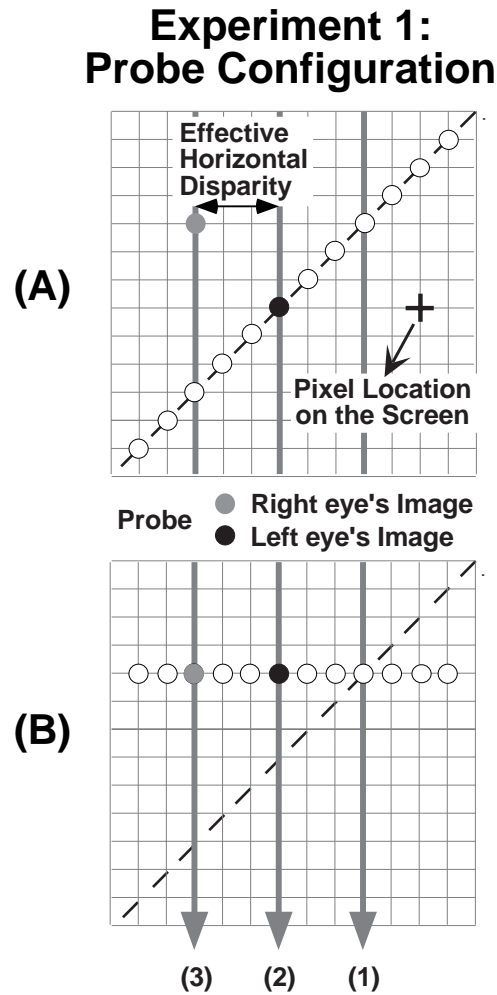 Experiment 1:
Probe Configuration
Effective
Horizontal
Disparity
(A)
Pixel Location
on the Screen
Probe
Right eye's Image
Left eye's Image
(B)
(3)
(2)
(1)